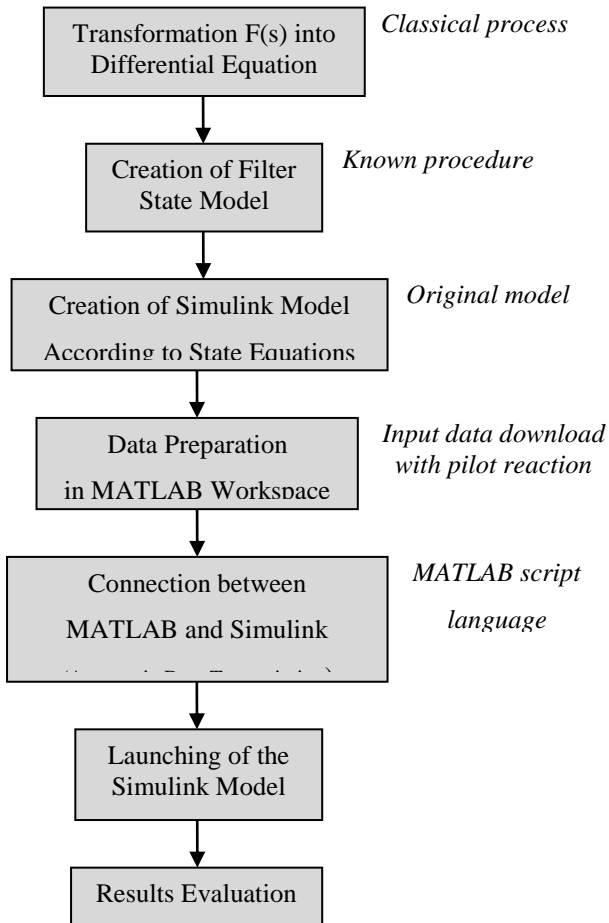 Transformation F(s) into
Differential Equation
Classical process
Creation of Filter
State Model
Known procedure
Creation of Simulink Model
According to State Equations
Original model
Data Preparation
in MATLAB Workspace
Input data download
with pilot reaction
Connection between
MATLAB and Simulink
MATLAB script
language
Launching of the
Simulink Model
Results Evaluation